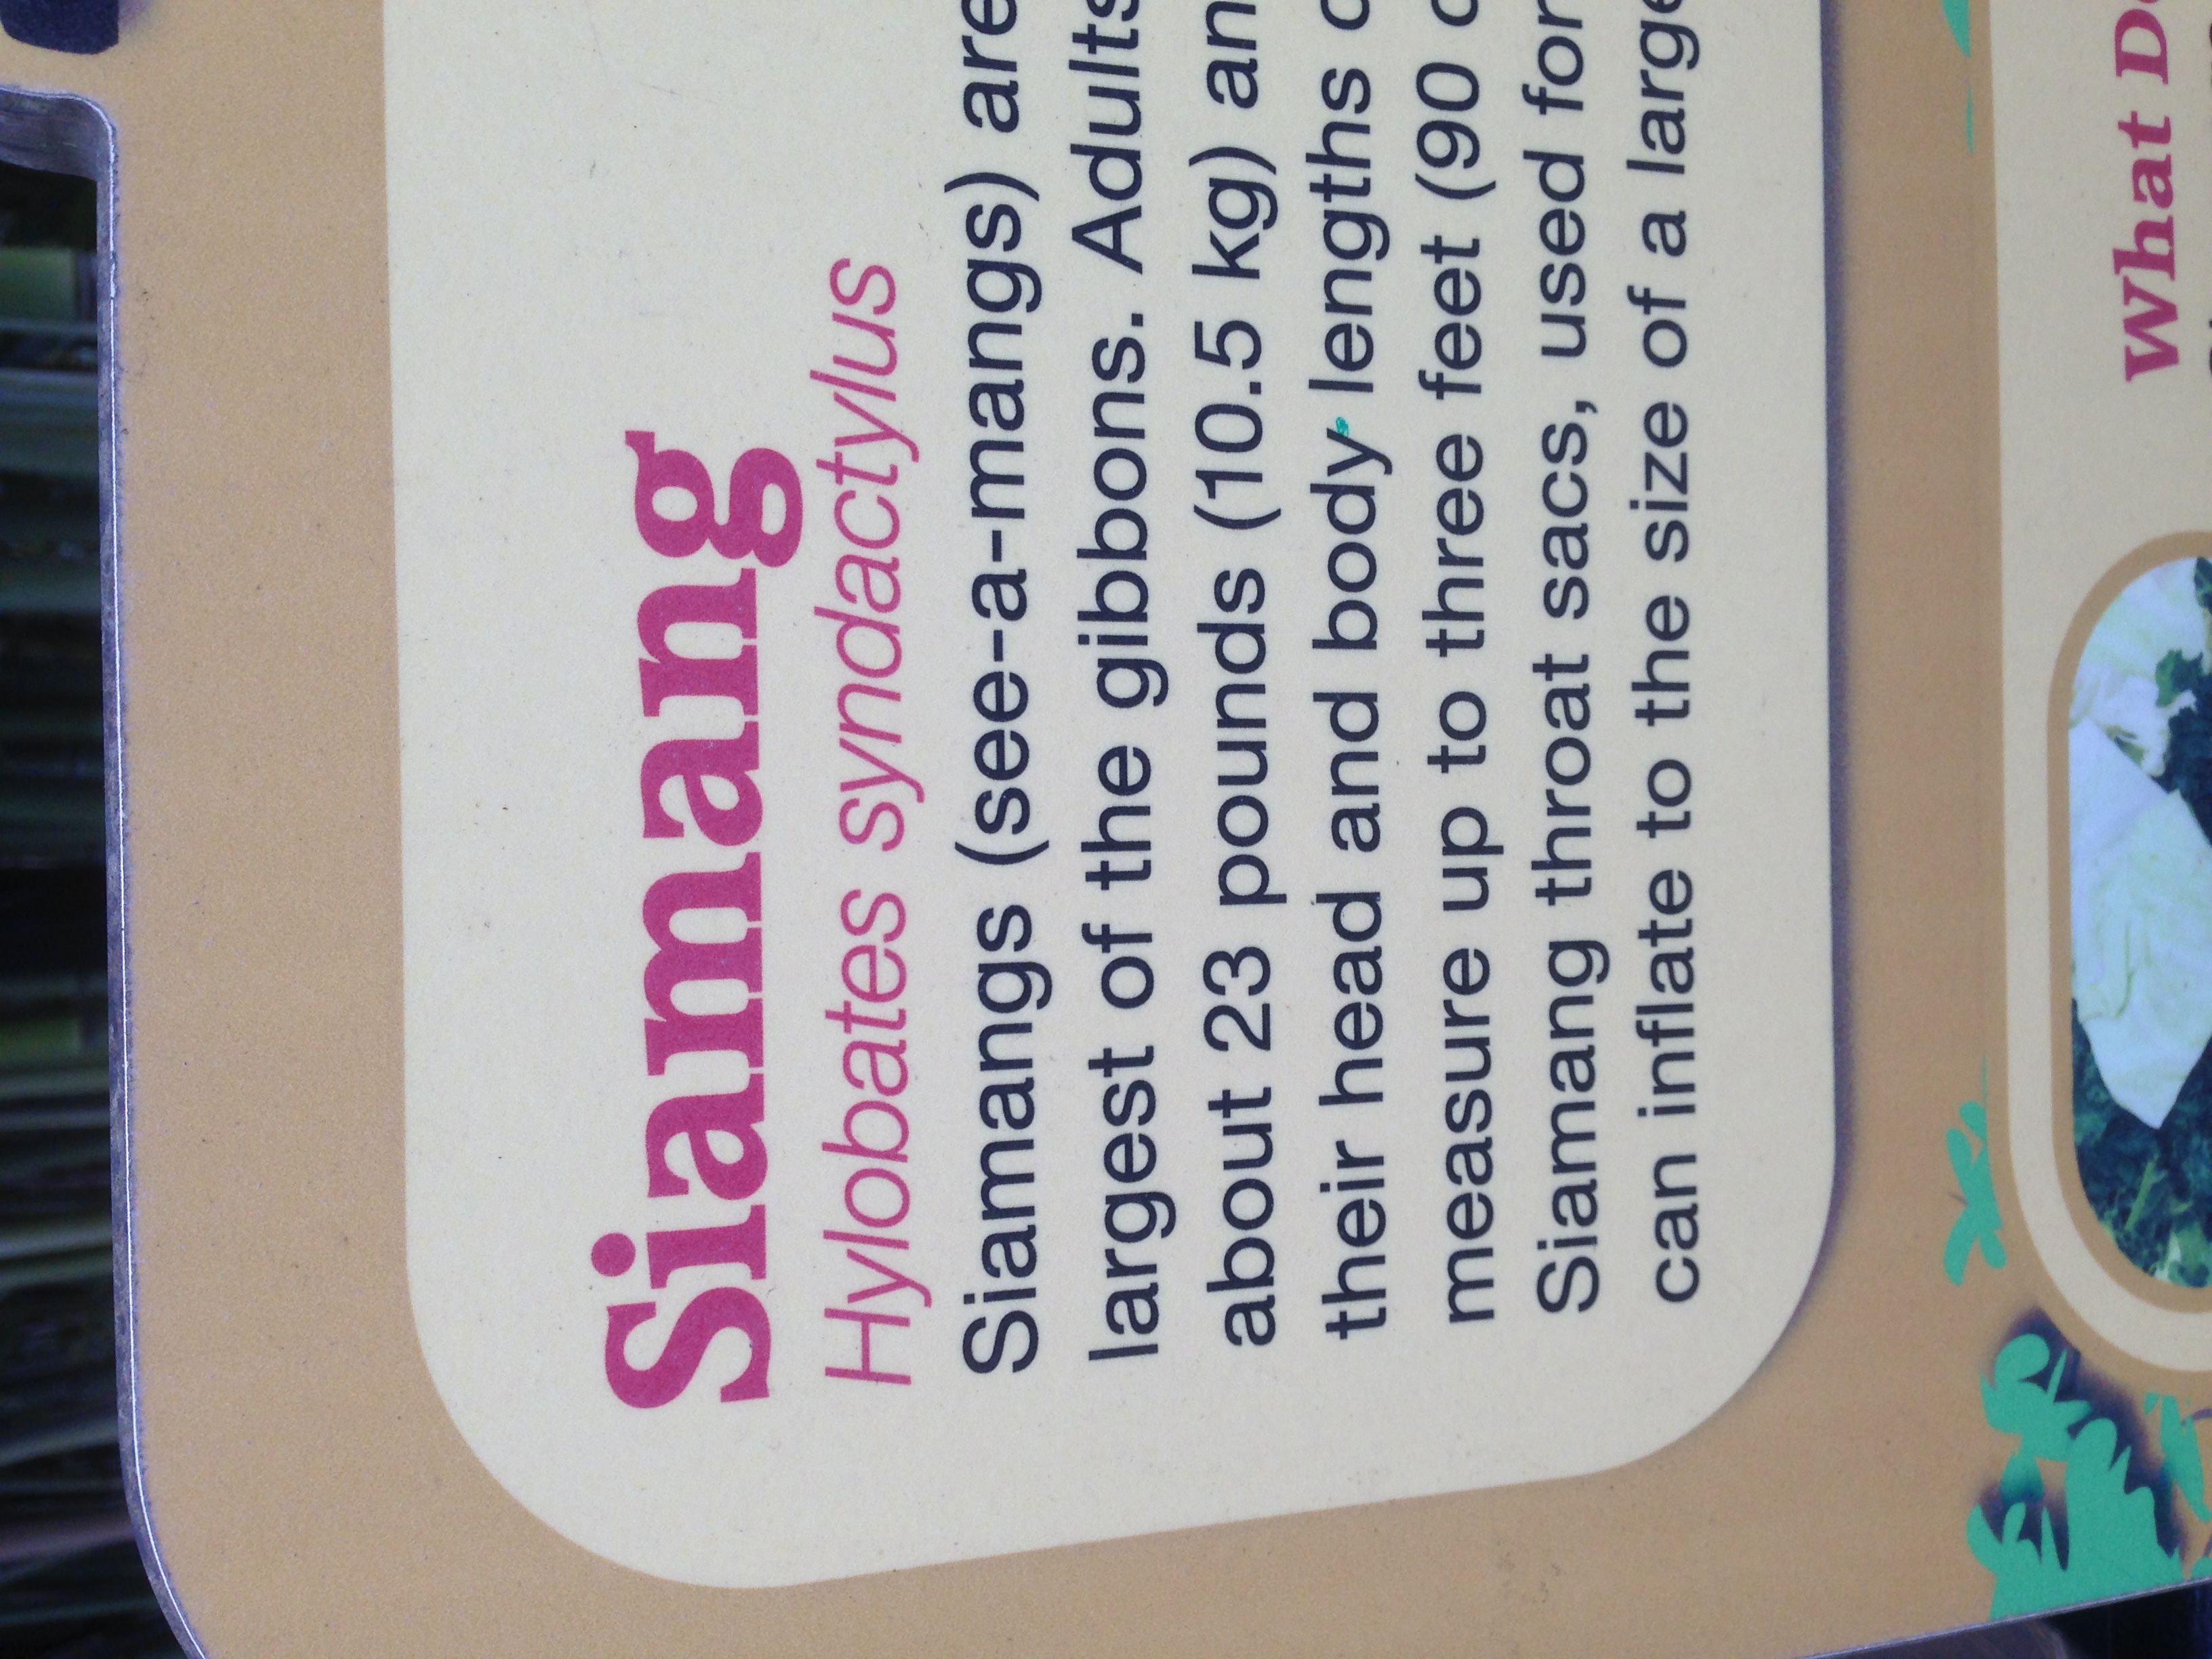 Siamang
Hylobates syndactylus
Siamangs (see-a-mangs) are
largest of the gibbons. Adults
about 23 pounds (10.5 kg)
their head and body lengths
measure up to three feet (90
Siamang throat sacs, used for
can inflate to the size of a large
What